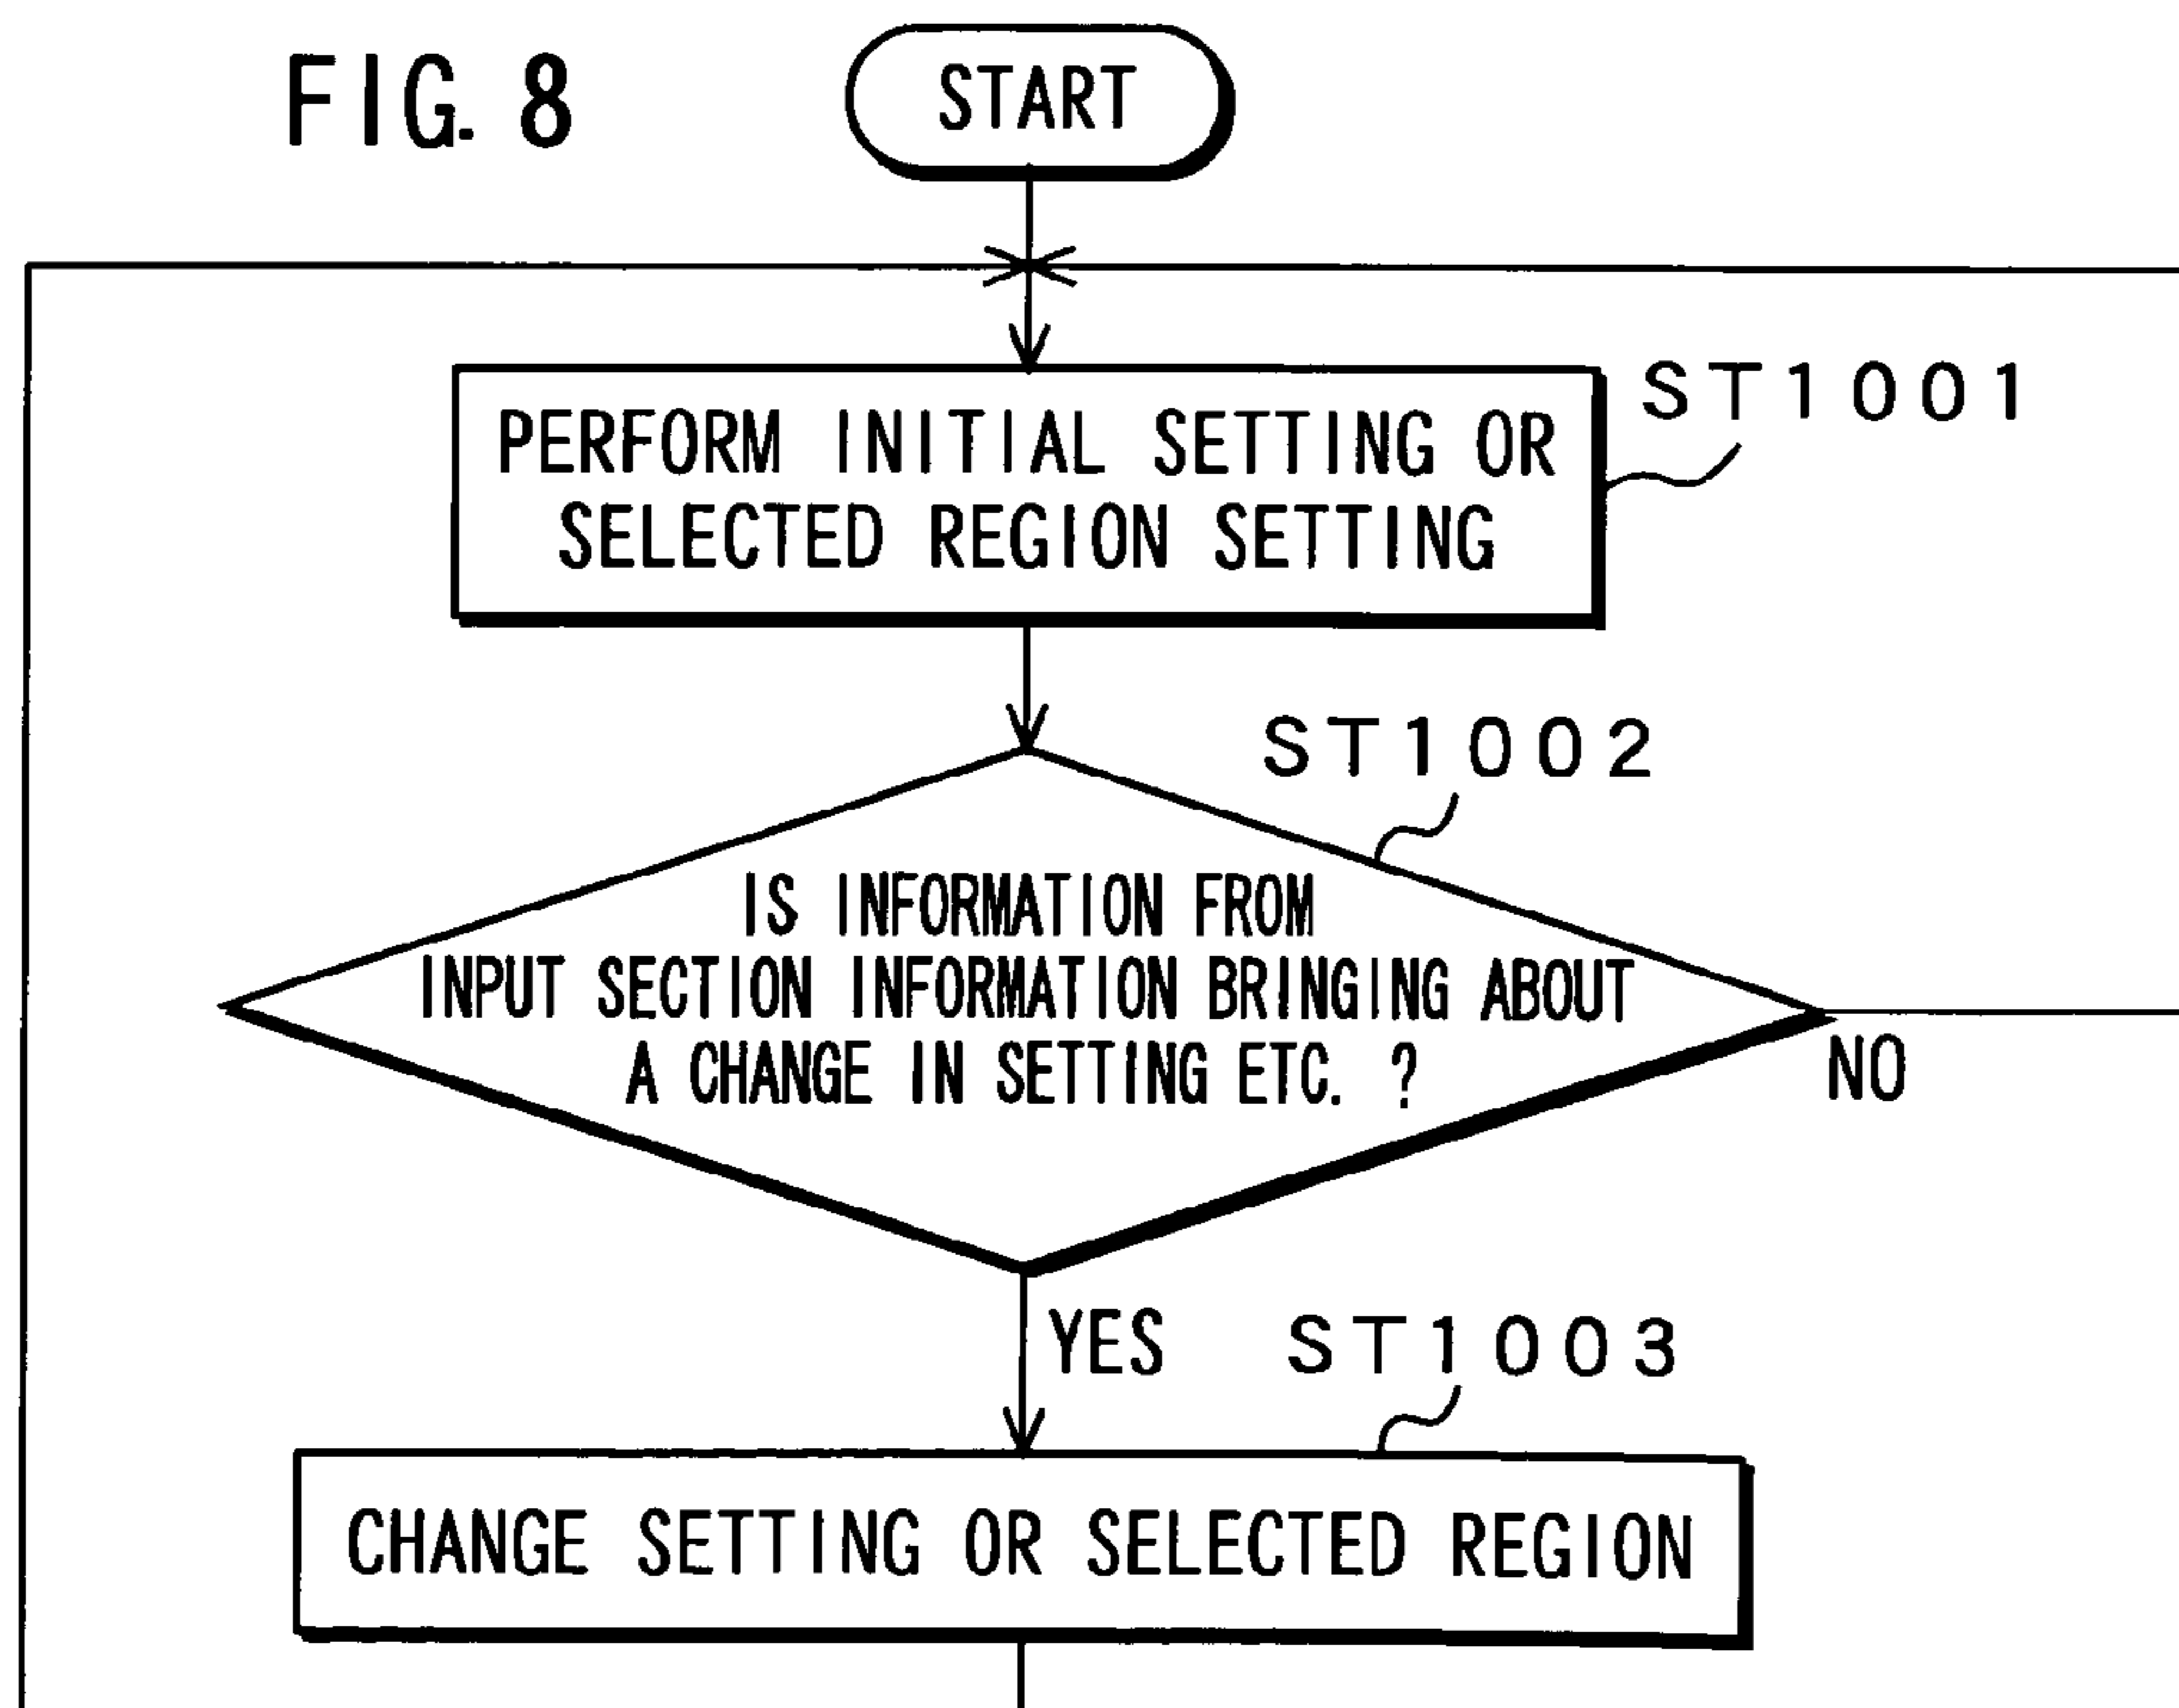 FIG. 8
START
PERFORM INITIAL SETTING OR
SELECTED REGION SETTING
ST1001
ST1002
IS INFORMATION FROM
INPUT SECTION INFORMATION BRINGING ABOUT
A CHANGE IN SETTING ETC. ?
NO
YES
ST1003
CHANGE SETTING OR SELECTED REGION